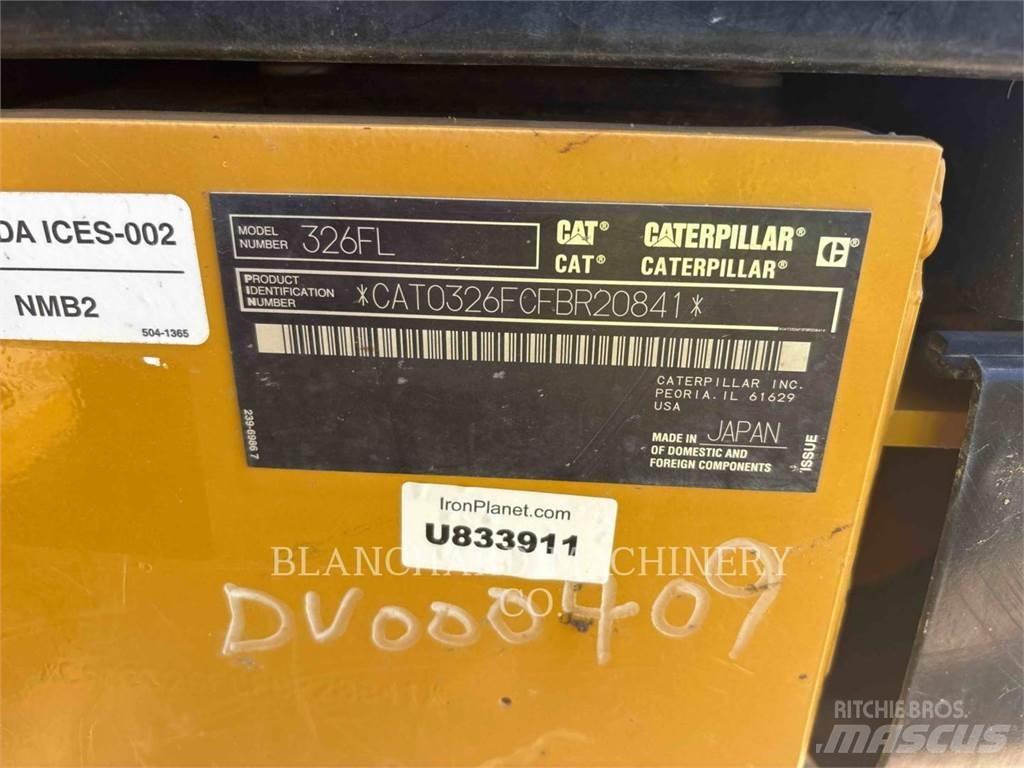 DA ICES-002
NMB2
504-1365
MODEL NUMBER 326FL
CAT® CATERPILLAR®
CAT® CATERPILLAR®
PRODUCT IDENTIFICATION NUMBER *CAT0326FCFBR20841*
CATERPILLAR INC.
PEORIA, IL 61629
USA
MADE IN JAPAN
OF DOMESTIC AND
FOREIGN COMPONENTS
ISSUE
239-6986 7
IronPlanet.com
U833911
BLANCHA MACHINERY
CO.
DV000409
RITCHIE BROS.
MASCUS